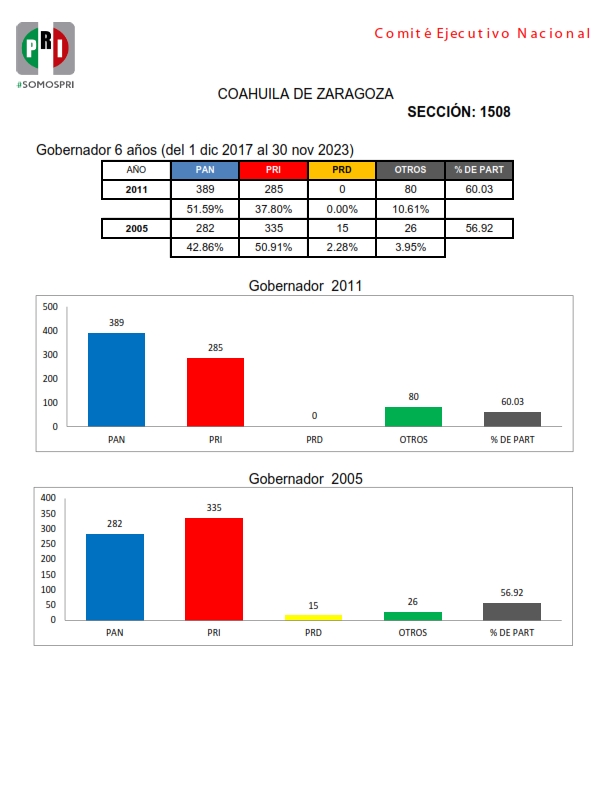 PRI
#SOMOSPRI
Comité Ejecutivo Nacional
COAHUILA DE ZARAGOZA
SECCIÓN: 1508
Gobernador 6 años (del 1 dic 2017 al 30 nov 2023)
AÑO PAN PRI PRD OTROS % DE PART
2011 389 285 0 80 60.03
51.59% 37.80% 0.00% 10.61%
2005 282 335 15 26 56.92
42.86% 50.91% 2.28% 3.95%
Gobernador 2011
500
400
300
200
100
0
389
285
0
80
60.03
PAN PRI PRD OTROS % DE PART
Gobernador 2005
400
350
300
250
200
150
100
50
0
282
335
15
26
56.92
PAN PRI PRD OTROS % DE PART